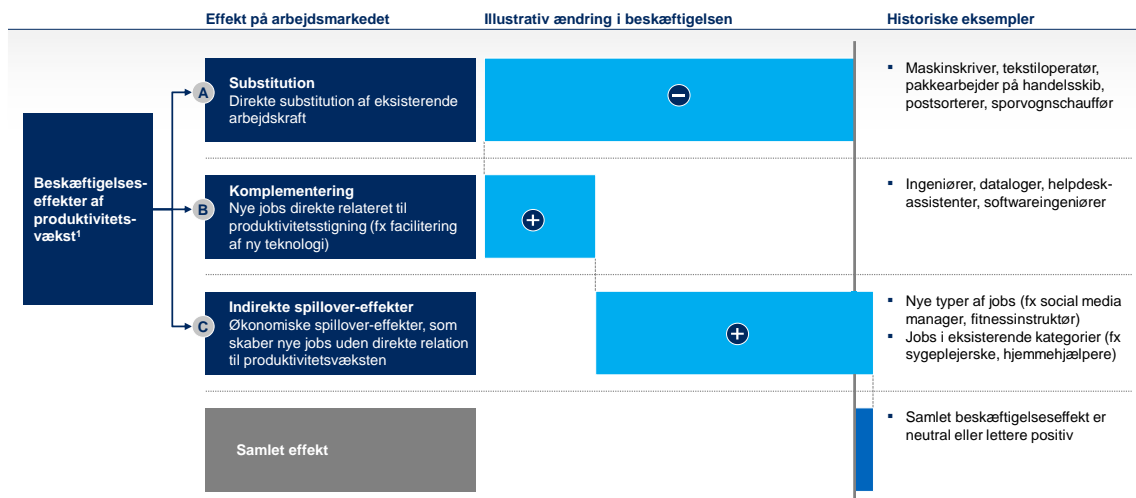 Effekt på arbejdsmarkedet
Illustrativ ændring i beskæftigelsen
Historiske eksempler
Beskæftigelses-
effekter af
produktivitets-
vækst¹
A
Substitution
Direkte substitution af eksisterende
arbejdskraft
▪ Maskinskriver, tekstiloperatør,
pakkearbejder på handelsskib,
postsorterer, sporvognschauffør
B
Komplementering
Nye jobs direkte relateret til
produktivitetsstigning (fx facilitering
af ny teknologi)
▪ Ingeniører, dataloger, helpdesk-
assistenter, softwareingeniører
C
Indirekte spillover-effekter
Økonomiske spillover-effekter, som
skaber nye jobs uden direkte relation
til produktivitetsvæksten
▪ Nye typer af jobs (fx social media
manager, fitnessinstruktør)
▪ Jobs i eksisterende kategorier (fx
sygeplejerske, hjemmehjælpere)
Samlet effekt
▪ Samlet beskæftigelseseffekt er
neutral eller lettere positiv